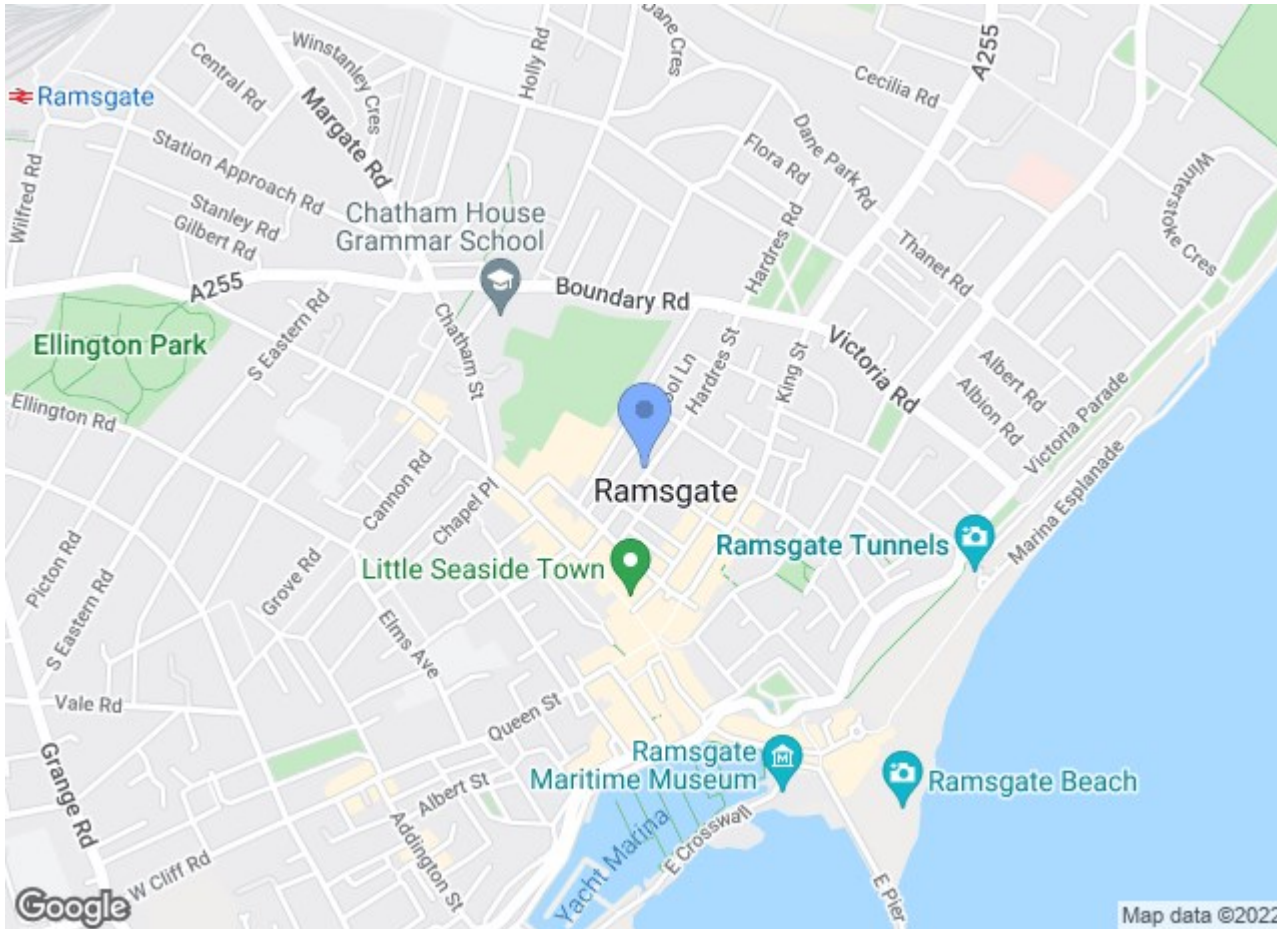 Winstanley Cres
Central Rd
Holly Rd
Dane Cres
A255
Cecilia Rd
Ramsgate
Margate Rd
Station Approach Rd
Flora Rd
Dane Park Rd
Winterstoke Cres
Wilfred Rd
Stanley Rd
Gilbert Rd
Chatham House
Grammar School
Hardres Rd
Thanet Rd
A255
Boundary Rd
Ellington Park
S Eastern Rd
Chatham St
Hardres St
King St
Victoria Rd
Albert Rd
Albion Rd
Victoria Parade
Ellington Rd
Cannon Rd
Chapel Pl
Ramsgate
Marina Esplanade
Ramsgate Tunnels
Little Seaside Town
Picton Rd
S Eastern Rd
Grove Rd
Elms Ave
Vale Rd
Queen St
Grange Rd
Ramsgate
Maritime Museum
Ramsgate Beach
Albert St
Addington St
W Cliff Rd
Yacht Marina
E Crosswall
E Pier
Google
Map data ©2022